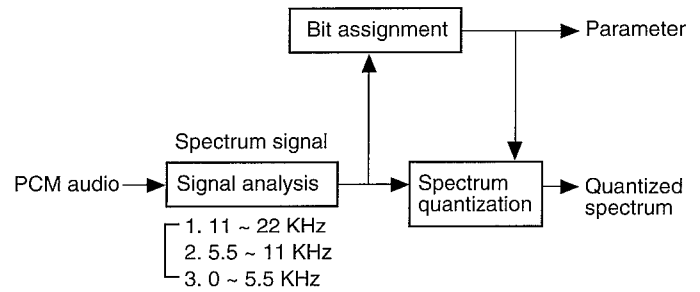 Bit assignment
Parameter
Spectrum signal
PCM audio
Signal analysis
Spectrum
quantization
Quantized
spectrum
1. 11 ~ 22 KHz
2. 5.5 ~ 11 KHz
3. 0 ~ 5.5 KHz